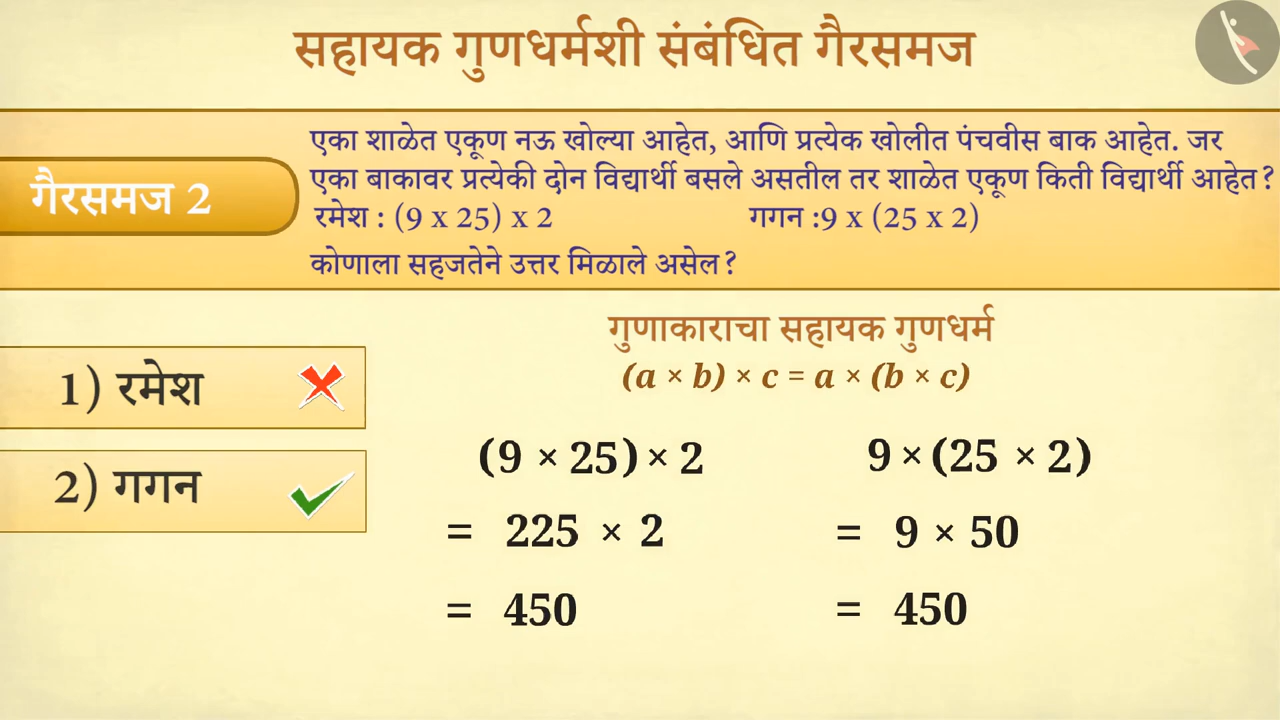 सहायक गुणधर्मशी संबंधित गैरसमज
गैरसमज 2
एका शाळेत एकूण नऊ खोल्या आहेत, आणि प्रत्येक खोलीत पंचवीस बाक आहेत. जर
एका बाकावर प्रत्येकी दोन विद्यार्थी बसले असतील तर शाळेत एकूण किती विद्यार्थी आहेत?
रमेश : (9 x 25) x 2 गगन :9 x (25 x 2)
कोणाला सहजतेने उत्तर मिळाले असेल?
1) रमेश
2) गगन
गुणाकाराचा सहायक गुणधर्म
(a × b) × c = a × (b × c)
(9 × 25) × 2 9 × (25 × 2)
= 225 × 2 = 9 × 50
= 450 = 450